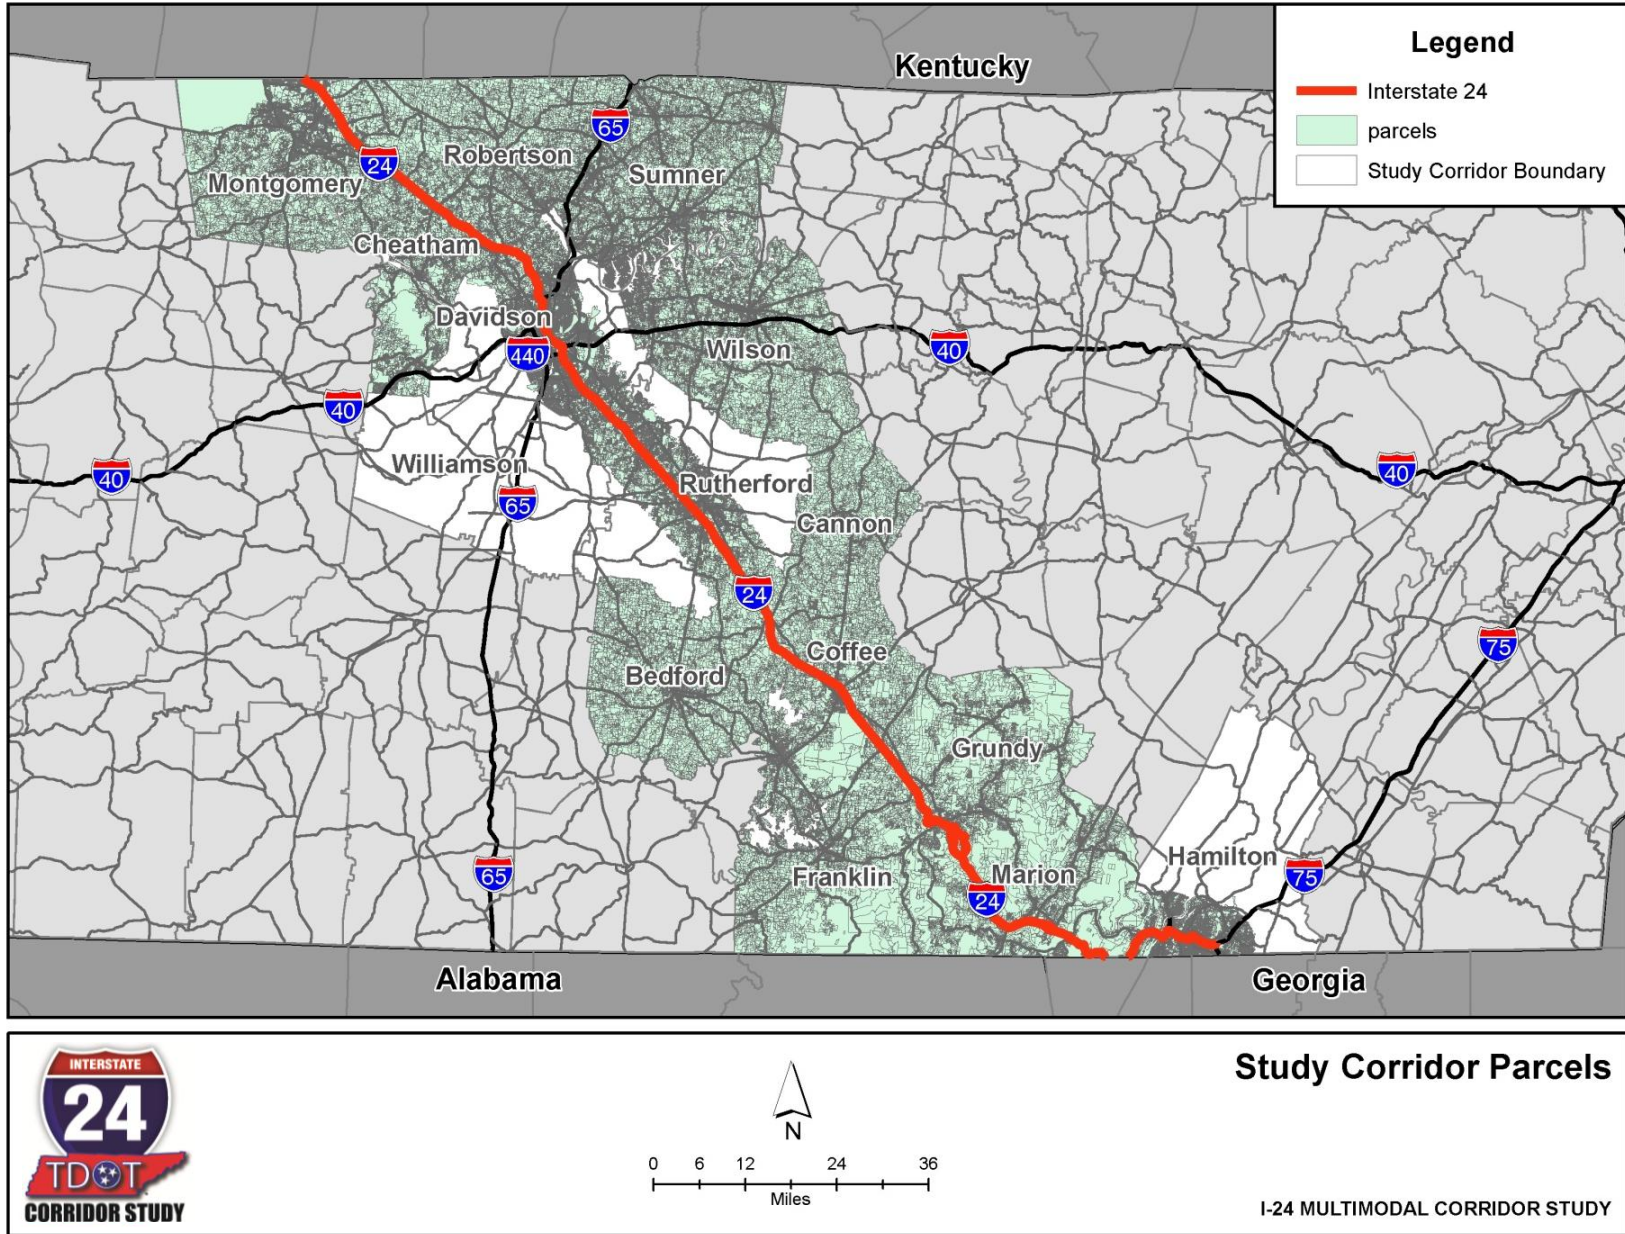 Kentucky
Legend
Interstate 24
parcels
Study Corridor Boundary
65
Robertson
24
Sumner
Montgomery
Cheatham
Davidson
440
Wilson
40
40
Williamson
40
Rutherford
40
65
Cannon
24
75
Coffee
Bedford
Grundy
Hamilton
65
Franklin
Marion
75
24
Alabama
Georgia
INTERSTATE
24
TDOT
CORRIDOR STUDY
N
0 6 12 24 36
Miles
Study Corridor Parcels
I-24 MULTIMODAL CORRIDOR STUDY